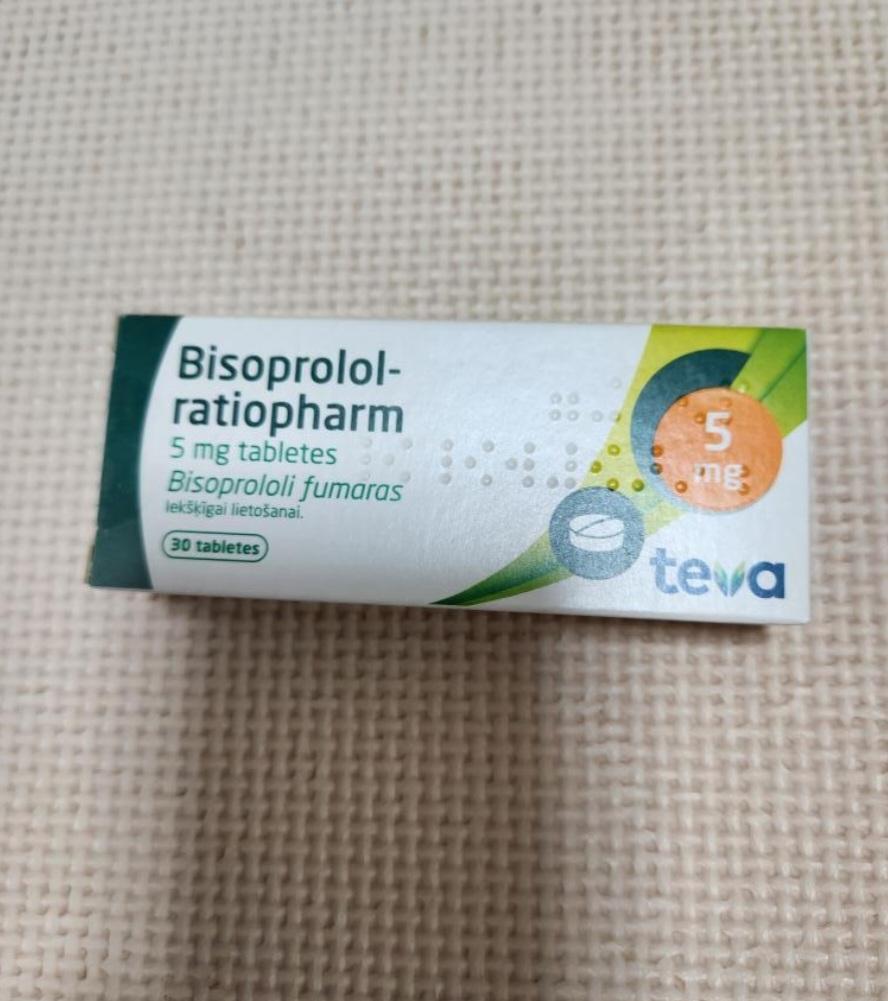 Bisoprolol-
ratiopharm
5 mg tabletes
Bisoprololi fumaras
Iekšķīgai lietošanai.
30 tabletes
5
mg
teva